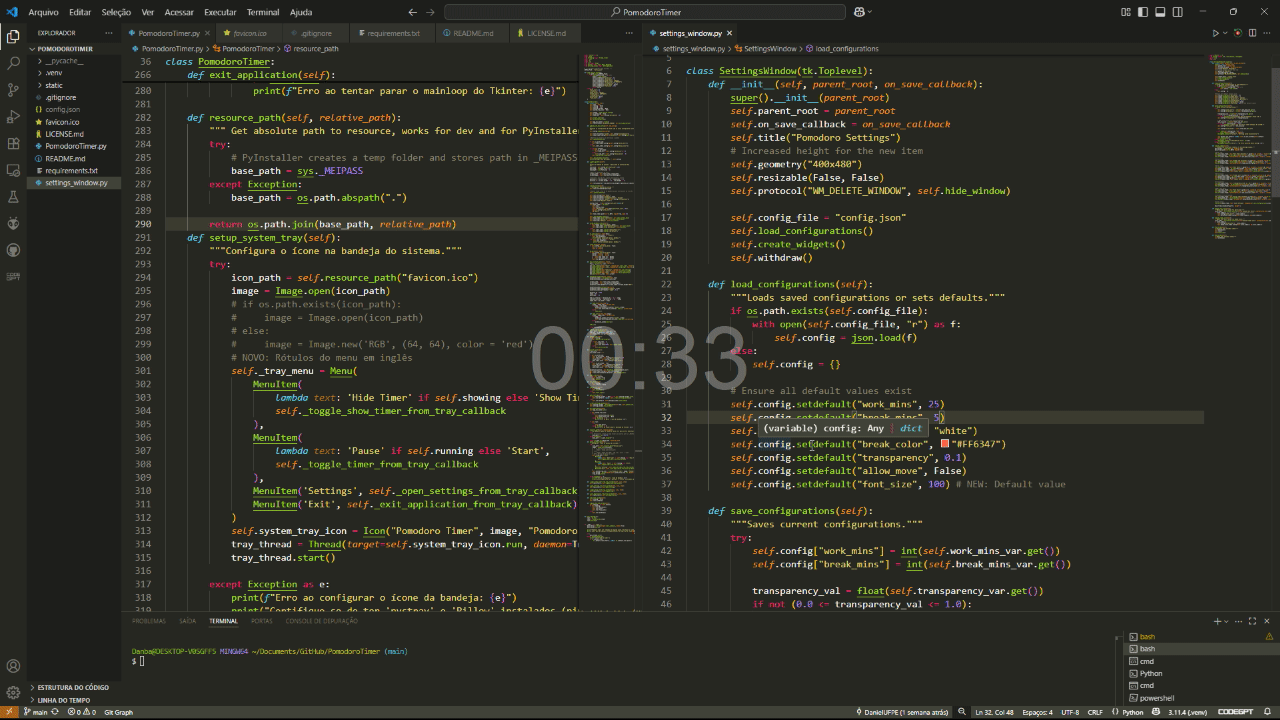 Arquivo Editar Seleção Ver Acessar Executar Terminal Ajuda
PomodoroTimer
EXPLORADOR
POMODOROTIMER
__pycache__
.venv
static
.gitignore
config.json
favicon.ico
LICENSE.md
PomodoroTimer.py
README.md
requirements.txt
settings_window.py
ESTRUTURA DO CÓDIGO
LINHA DO TEMPO
PomodoroTimer.py favicon.ico .gitignore requirements.txt README.md LICENSE.md
PomodoroTimer.py > PomodoroTimer > resource_path
36 class PomodoroTimer:
266 def exit_application(self):
280 print(f"Erro ao tentar parar o mainloop do Tkinter: {e}")
281
282 def resource_path(self, relative_path):
283 """ Get absolute path to resource, works for dev and for PyInstalle
284 try:
285 # PyInstaller creates a temp folder and stores path in _MEIPASS
286 base_path = sys._MEIPASS
287 except Exception:
288 base_path = os.path.abspath(".")
289
290 return os.path.join(base_path, relative_path)
291 def setup_system_tray(self):
292 """Configura o ícone na bandeja do sistema."""
293 try:
294 icon_path = self.resource_path("favicon.ico")
295 image = Image.open(icon_path)
296 # if os.path.exists(icon_path):
297 # image = Image.open(icon_path)
298 # else:
299 # image = Image.new('RGB', (64, 64), color = 'red')
300 # NOVO: Rótulos do menu em inglês
301 self._tray_menu = Menu(
302 MenuItem(
303 lambda text: 'Hide Timer' if self.showing else 'Show Ti
304 self._toggle_show_timer_from_tray_callback
305 ),
306 MenuItem(
307 lambda text: 'Pause' if self.running else 'Start',
308 self._toggle_timer_from_tray_callback
309 ),
310 MenuItem('Settings', self._open_settings_from_tray_callback
311 MenuItem('Exit', self._exit_application_from_tray_callback)
312 )
313 self.system_tray_icon = Icon("Pomodoro Timer", image, "Pomodoro
314 tray_thread = Thread(target=self.system_tray_icon.run, daemon=T
315 tray_thread.start()
316
317 except Exception as e:
318 print(f"Erro ao configurar o ícone da bandeja: {e}")
00:33
settings_window.py
settings_window.py > SettingsWindow > load_configurations
5
6 class SettingsWindow(tk.Toplevel):
7 def __init__(self, parent_root, on_save_callback):
8 super().__init__(parent_root)
9 self.parent_root = parent_root
10 self.on_save_callback = on_save_callback
11 self.title("Pomodoro Settings")
12 # Increased height for the new item
13 self.geometry("400x480")
14 self.resizable(False, False)
15 self.protocol("WM_DELETE_WINDOW", self.hide_window)
16
17 self.config_file = "config.json"
18 self.load_configurations()
19 self.create_widgets()
20 self.withdraw()
21
22 def load_configurations(self):
23 """Loads saved configurations or sets defaults."""
24 if os.path.exists(self.config_file):
25 with open(self.config_file, "r") as f:
26 self.config = json.load(f)
27 else:
28 self.config = {}
29
30 # Ensure all default values exist
31 self.config.setdefault("work_mins", 25)
32 self.config.setdefault("break_mins", 5)
(variable) config: Any | dict
33 self. "white")
34 self.config.setdefault("break_color", "#FF6347")
35 self.config.setdefault("transparency", 0.1)
36 self.config.setdefault("allow_move", False)
37 self.config.setdefault("font_size", 100) # NEW: Default value
38
39 def save_configurations(self):
40 """Saves current configurations."""
41 try:
42 self.config["work_mins"] = int(self.work_mins_var.get())
43 self.config["break_mins"] = int(self.break_mins_var.get())
44
45 transparency_val = float(self.transparency_var.get())
46 if not (0.0 <= transparency_val <= 1.0):
PROBLEMAS SAÍDA TERMINAL PORTAS CONSOLE DE DEPURAÇÃO
MINGW64 ~/Documents/GitHub/PomodoroTimer (main)
$
bash
bash
cmd
Python
cmd
powershell
main 0 0 Git Graph
DanielUFPE (1 semana atrás) Ln 32, Col 48 Espaços: 4 UTF-8 CRLF Python 3.11.4 (.venv) CODEGPT